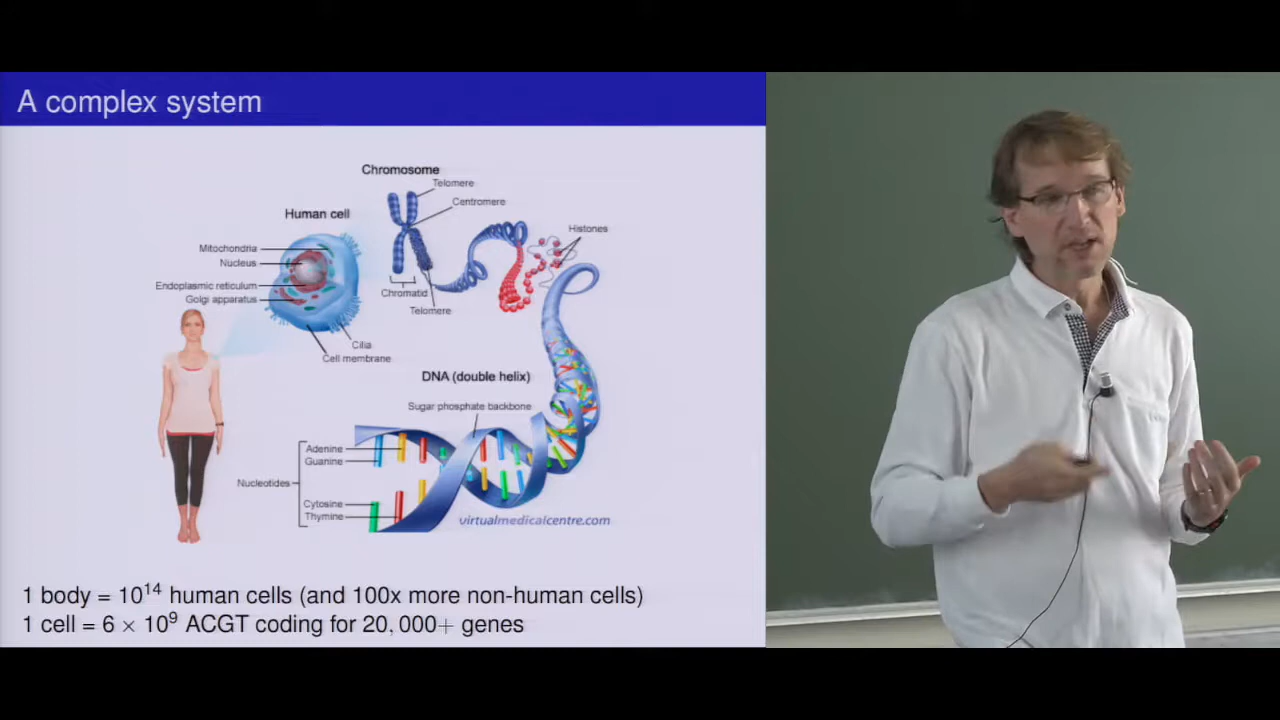 A complex system
Chromosome
Telomere
Centromere
Human cell
Histones
Mitochondria
Nucleus
Endoplasmic reticulum
Golgi apparatus
Chromatid
Telomere
Cilia
Cell membrane
DNA (double helix)
Sugar phosphate backbone
Adenine
Guanine
Nucleotides
Cytosine
Thymine
virtualmedicalcentre.com
1 body = 10¹⁴ human cells (and 100x more non-human cells)
1 cell = 6 × 10⁹ ACGT coding for 20,000+ genes